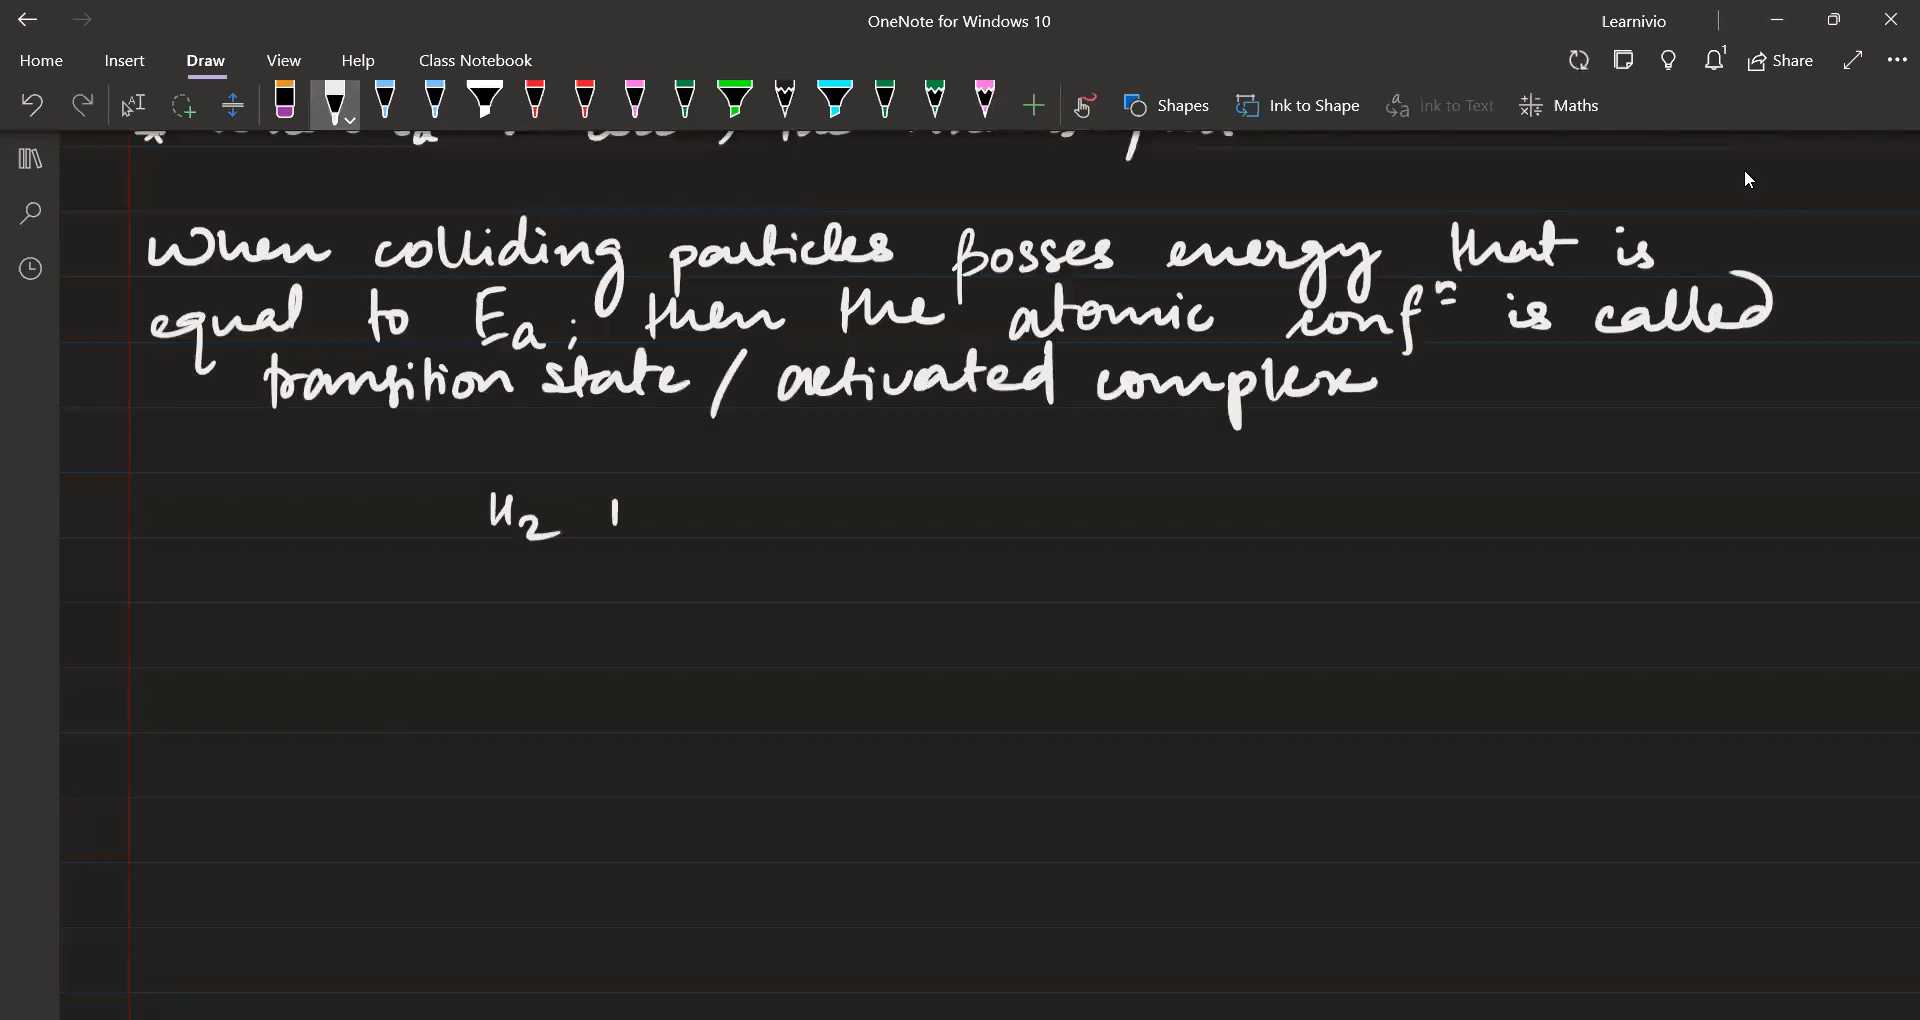 OneNote for Windows 10
Learnivio
Home Insert Draw View Help Class Notebook
1
Share
Shapes Ink to Shape Ink to Text Maths
when colliding particles posses energy that is
equal to Ea; then the atomic confⁿ is called
transition state / activated complex
H2